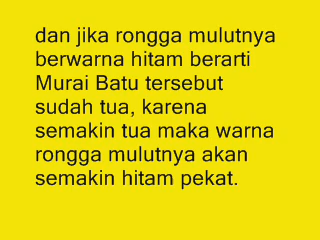 dan jika rongga mulutnya
berwarna hitam berarti
Murai Batu tersebut
sudah tua, karena
semakin tua maka warna
rongga mulutnya akan
semakin hitam pekat.